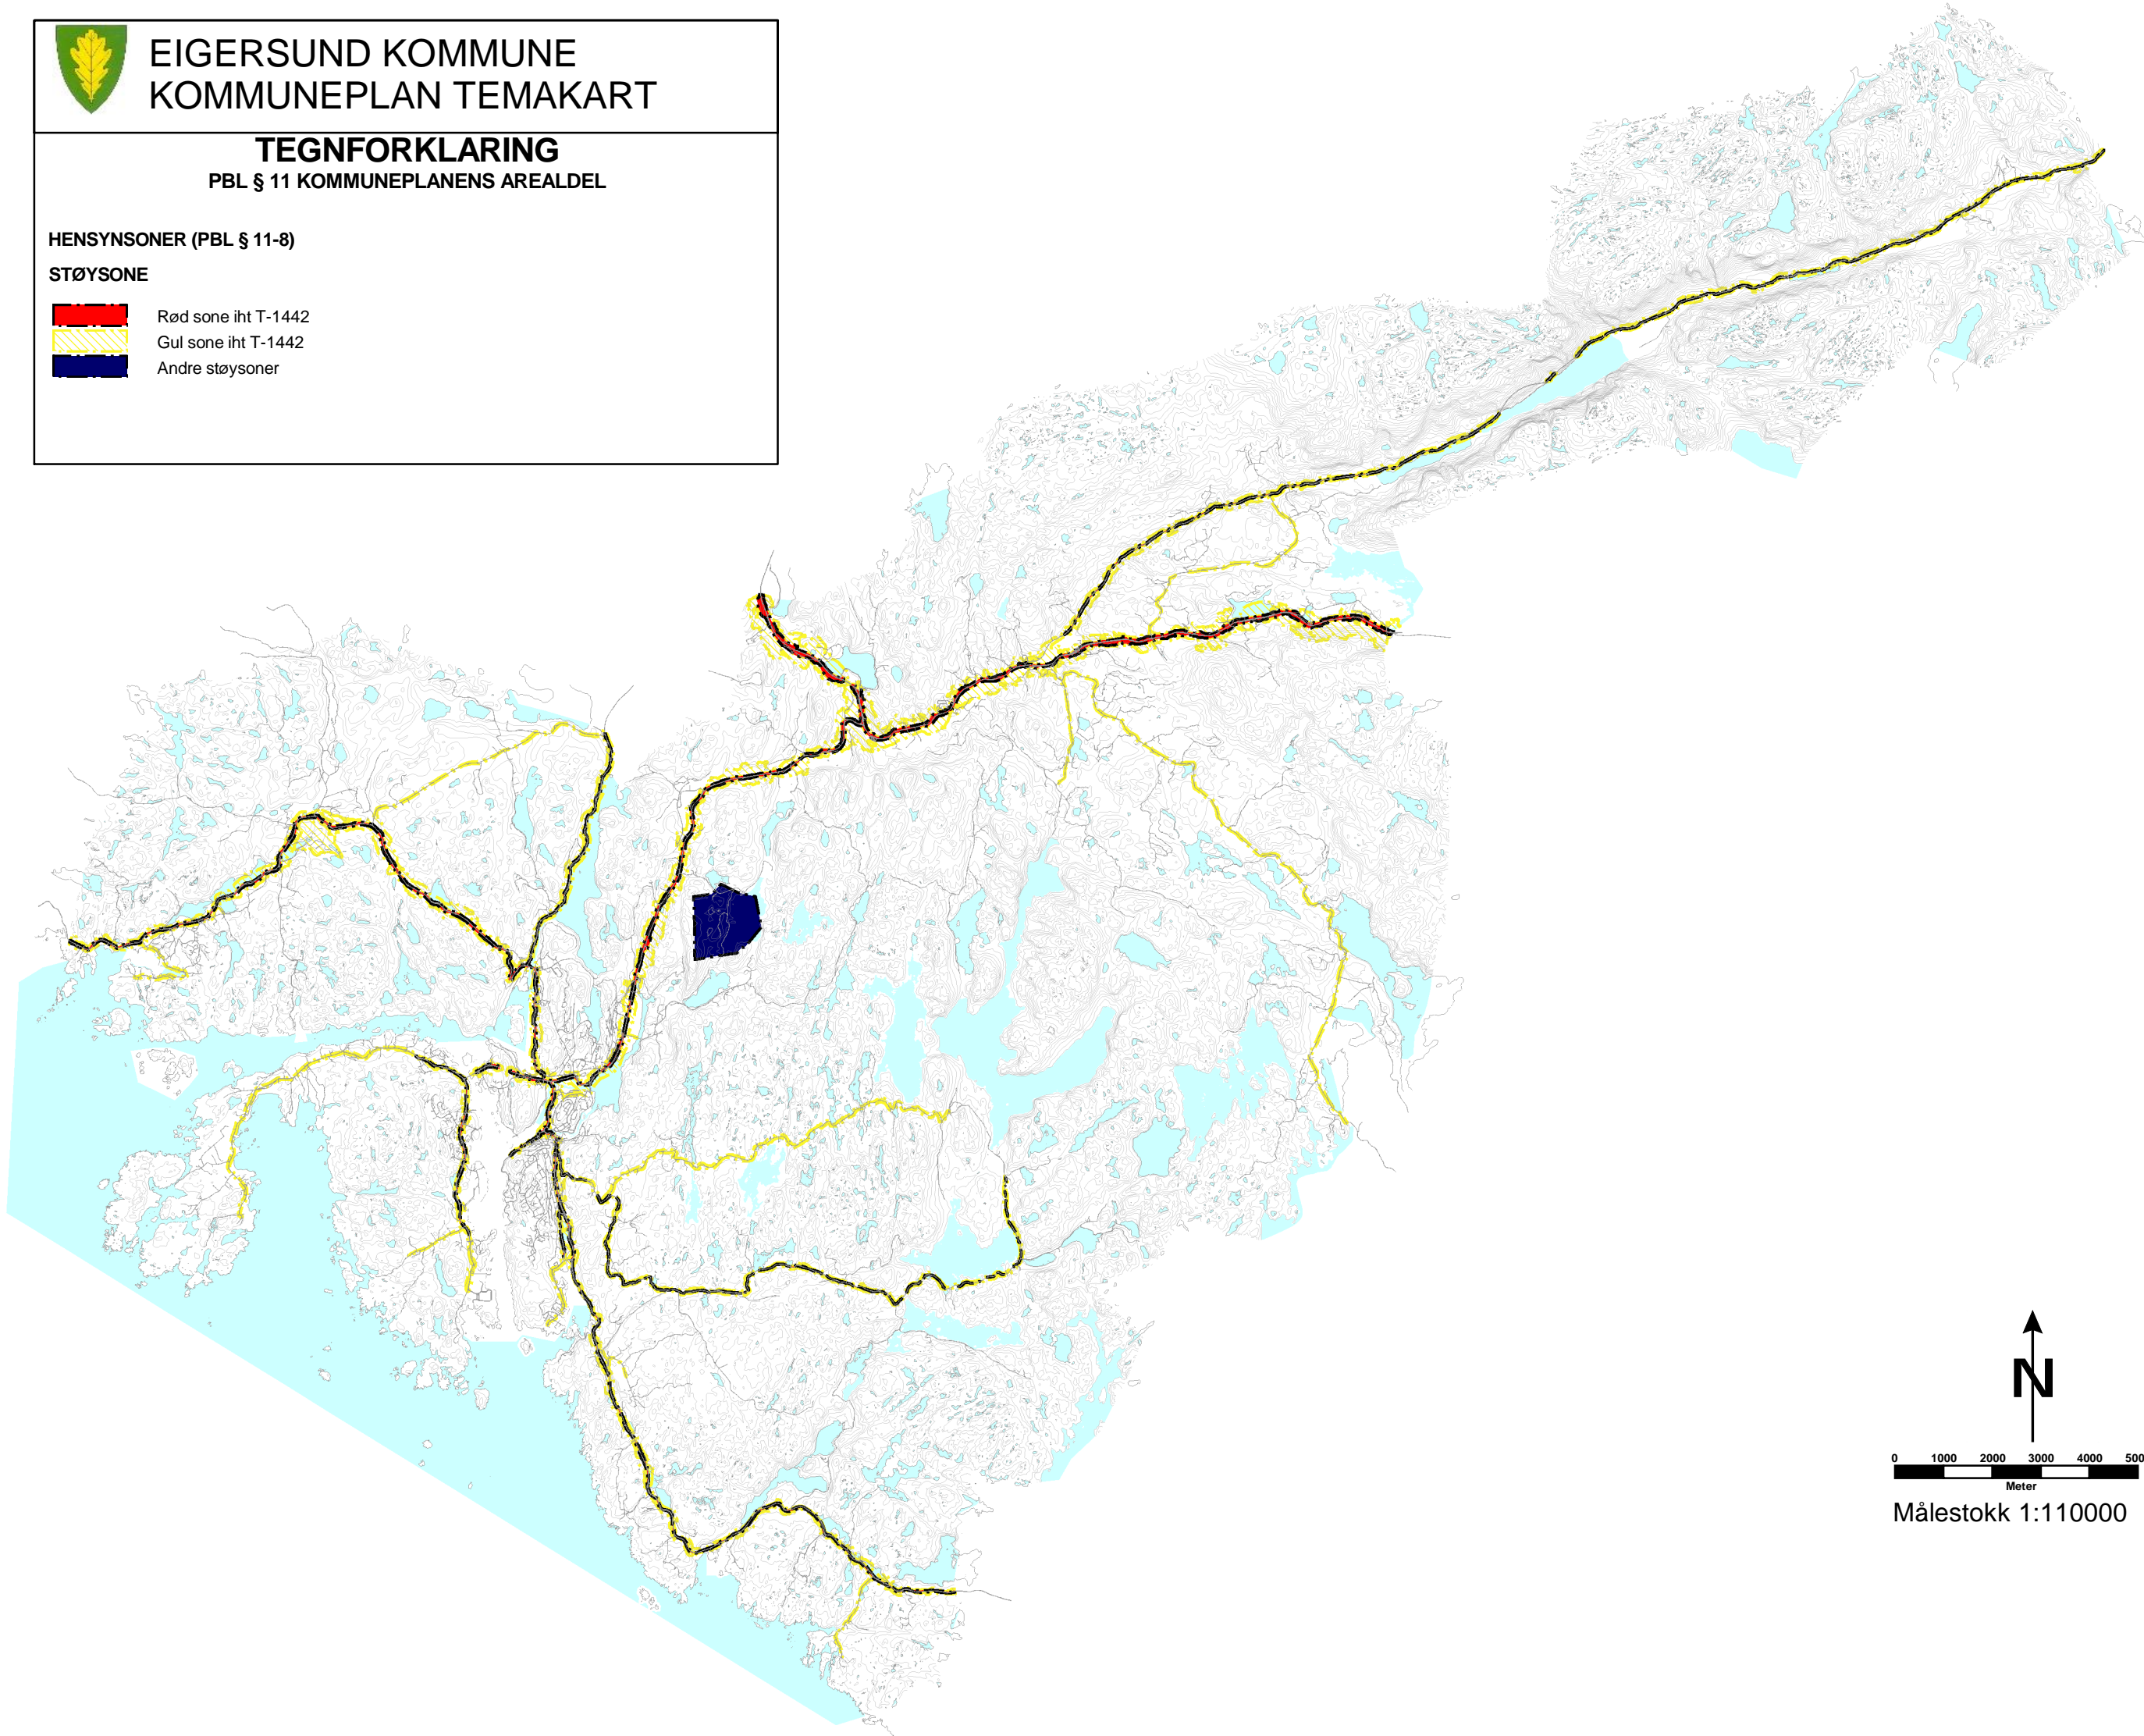 EIGERSUND KOMMUNE
KOMMUNEPLAN TEMAKART
TEGNFORKLARING
PBL § 11 KOMMUNEPLANENS AREALDEL
HENSYNSONER (PBL § 11-8)
STØYSONE
Rød sone iht T-1442
Gul sone iht T-1442
Andre støysoner
N
0 1000 2000 3000 4000 500
Meter
Målestokk 1:110000